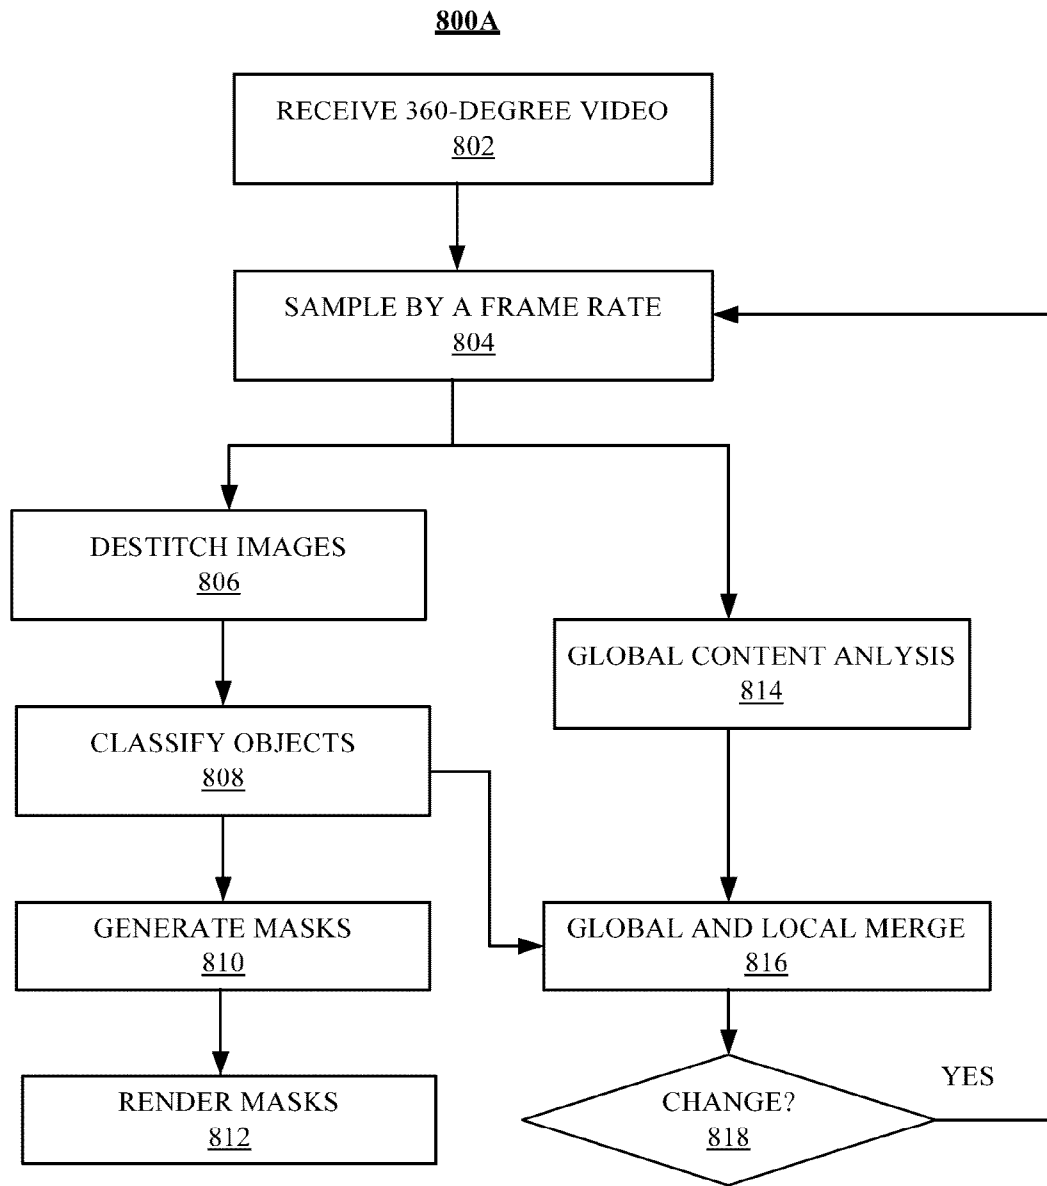 800A
RECEIVE 360-DEGREE VIDEO
802
SAMPLE BY A FRAME RATE
804
DESTITCH IMAGES
806
GLOBAL CONTENT ANLYSIS
814
CLASSIFY OBJECTS
808
GENERATE MASKS
810
GLOBAL AND LOCAL MERGE
816
RENDER MASKS
812
CHANGE?
818
YES